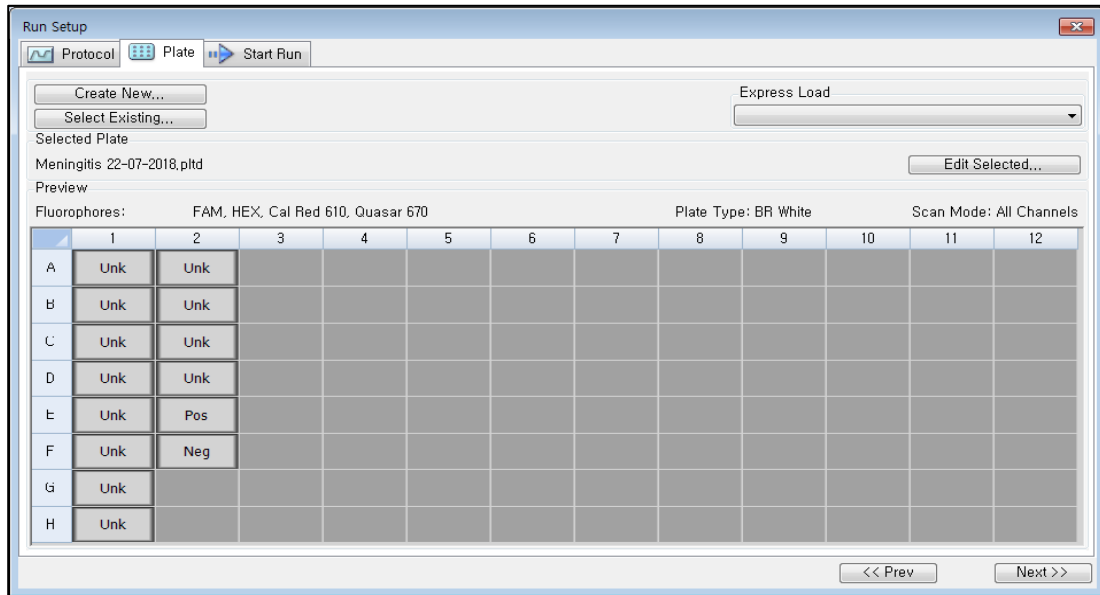 Run Setup
Protocol Plate Start Run
Create New...
Express Load
Select Existing...
Selected Plate
Meningitis 22-07-2018.pltd Edit Selected...
Preview
Fluorophores: FAM, HEX, Cal Red 610, Quasar 670 Plate Type: BR White Scan Mode: All Channels
1 2 3 4 5 6 7 8 9 10 11 12
A Unk Unk
B Unk Unk
C Unk Unk
D Unk Unk
E Unk Pos
F Unk Neg
G Unk
H Unk
<< Prev Next >>